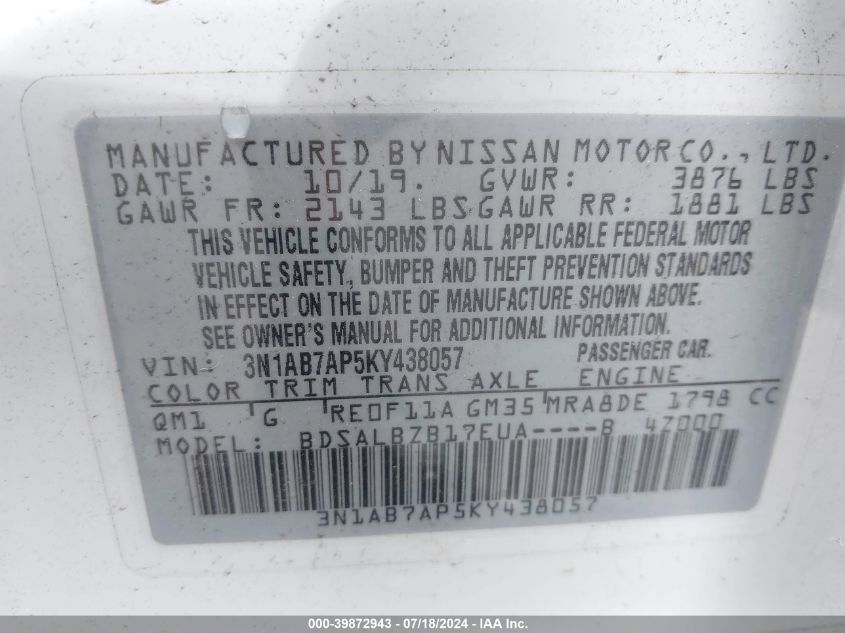 MANUFACTURED BY NISSAN MOTOR CO., LTD.
DATE: 10/19. GVWR: 3876 LBS
GAWR FR: 2143 LBS GAWR RR: 1881 LBS
THIS VEHICLE CONFORMS TO ALL APPLICABLE FEDERAL MOTOR
VEHICLE SAFETY, BUMPER AND THEFT PREVENTION STANDARDS
IN EFFECT ON THE DATE OF MANUFACTURE SHOWN ABOVE.
SEE OWNER'S MANUAL FOR ADDITIONAL INFORMATION.
VIN: 3N1AB7AP5KY438057 PASSENGER CAR.
COLOR TRIM TRANS AXLE ENGINE
QM1 G RE0F11A GM35 MRA8DE 1798 CC
MODEL: BDSALBZB17EUA----B 4Z000
3N1AB7AP5KY438057
000-39872943 - 07/18/2024 - IAA Inc.